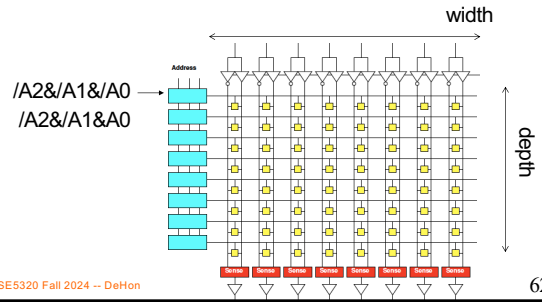 width
Address
/A2&/A1&/A0
/A2&/A1&A0
depth
Sense Sense Sense Sense Sense Sense Sense Sense
SE5320 Fall 2024 -- DeHon